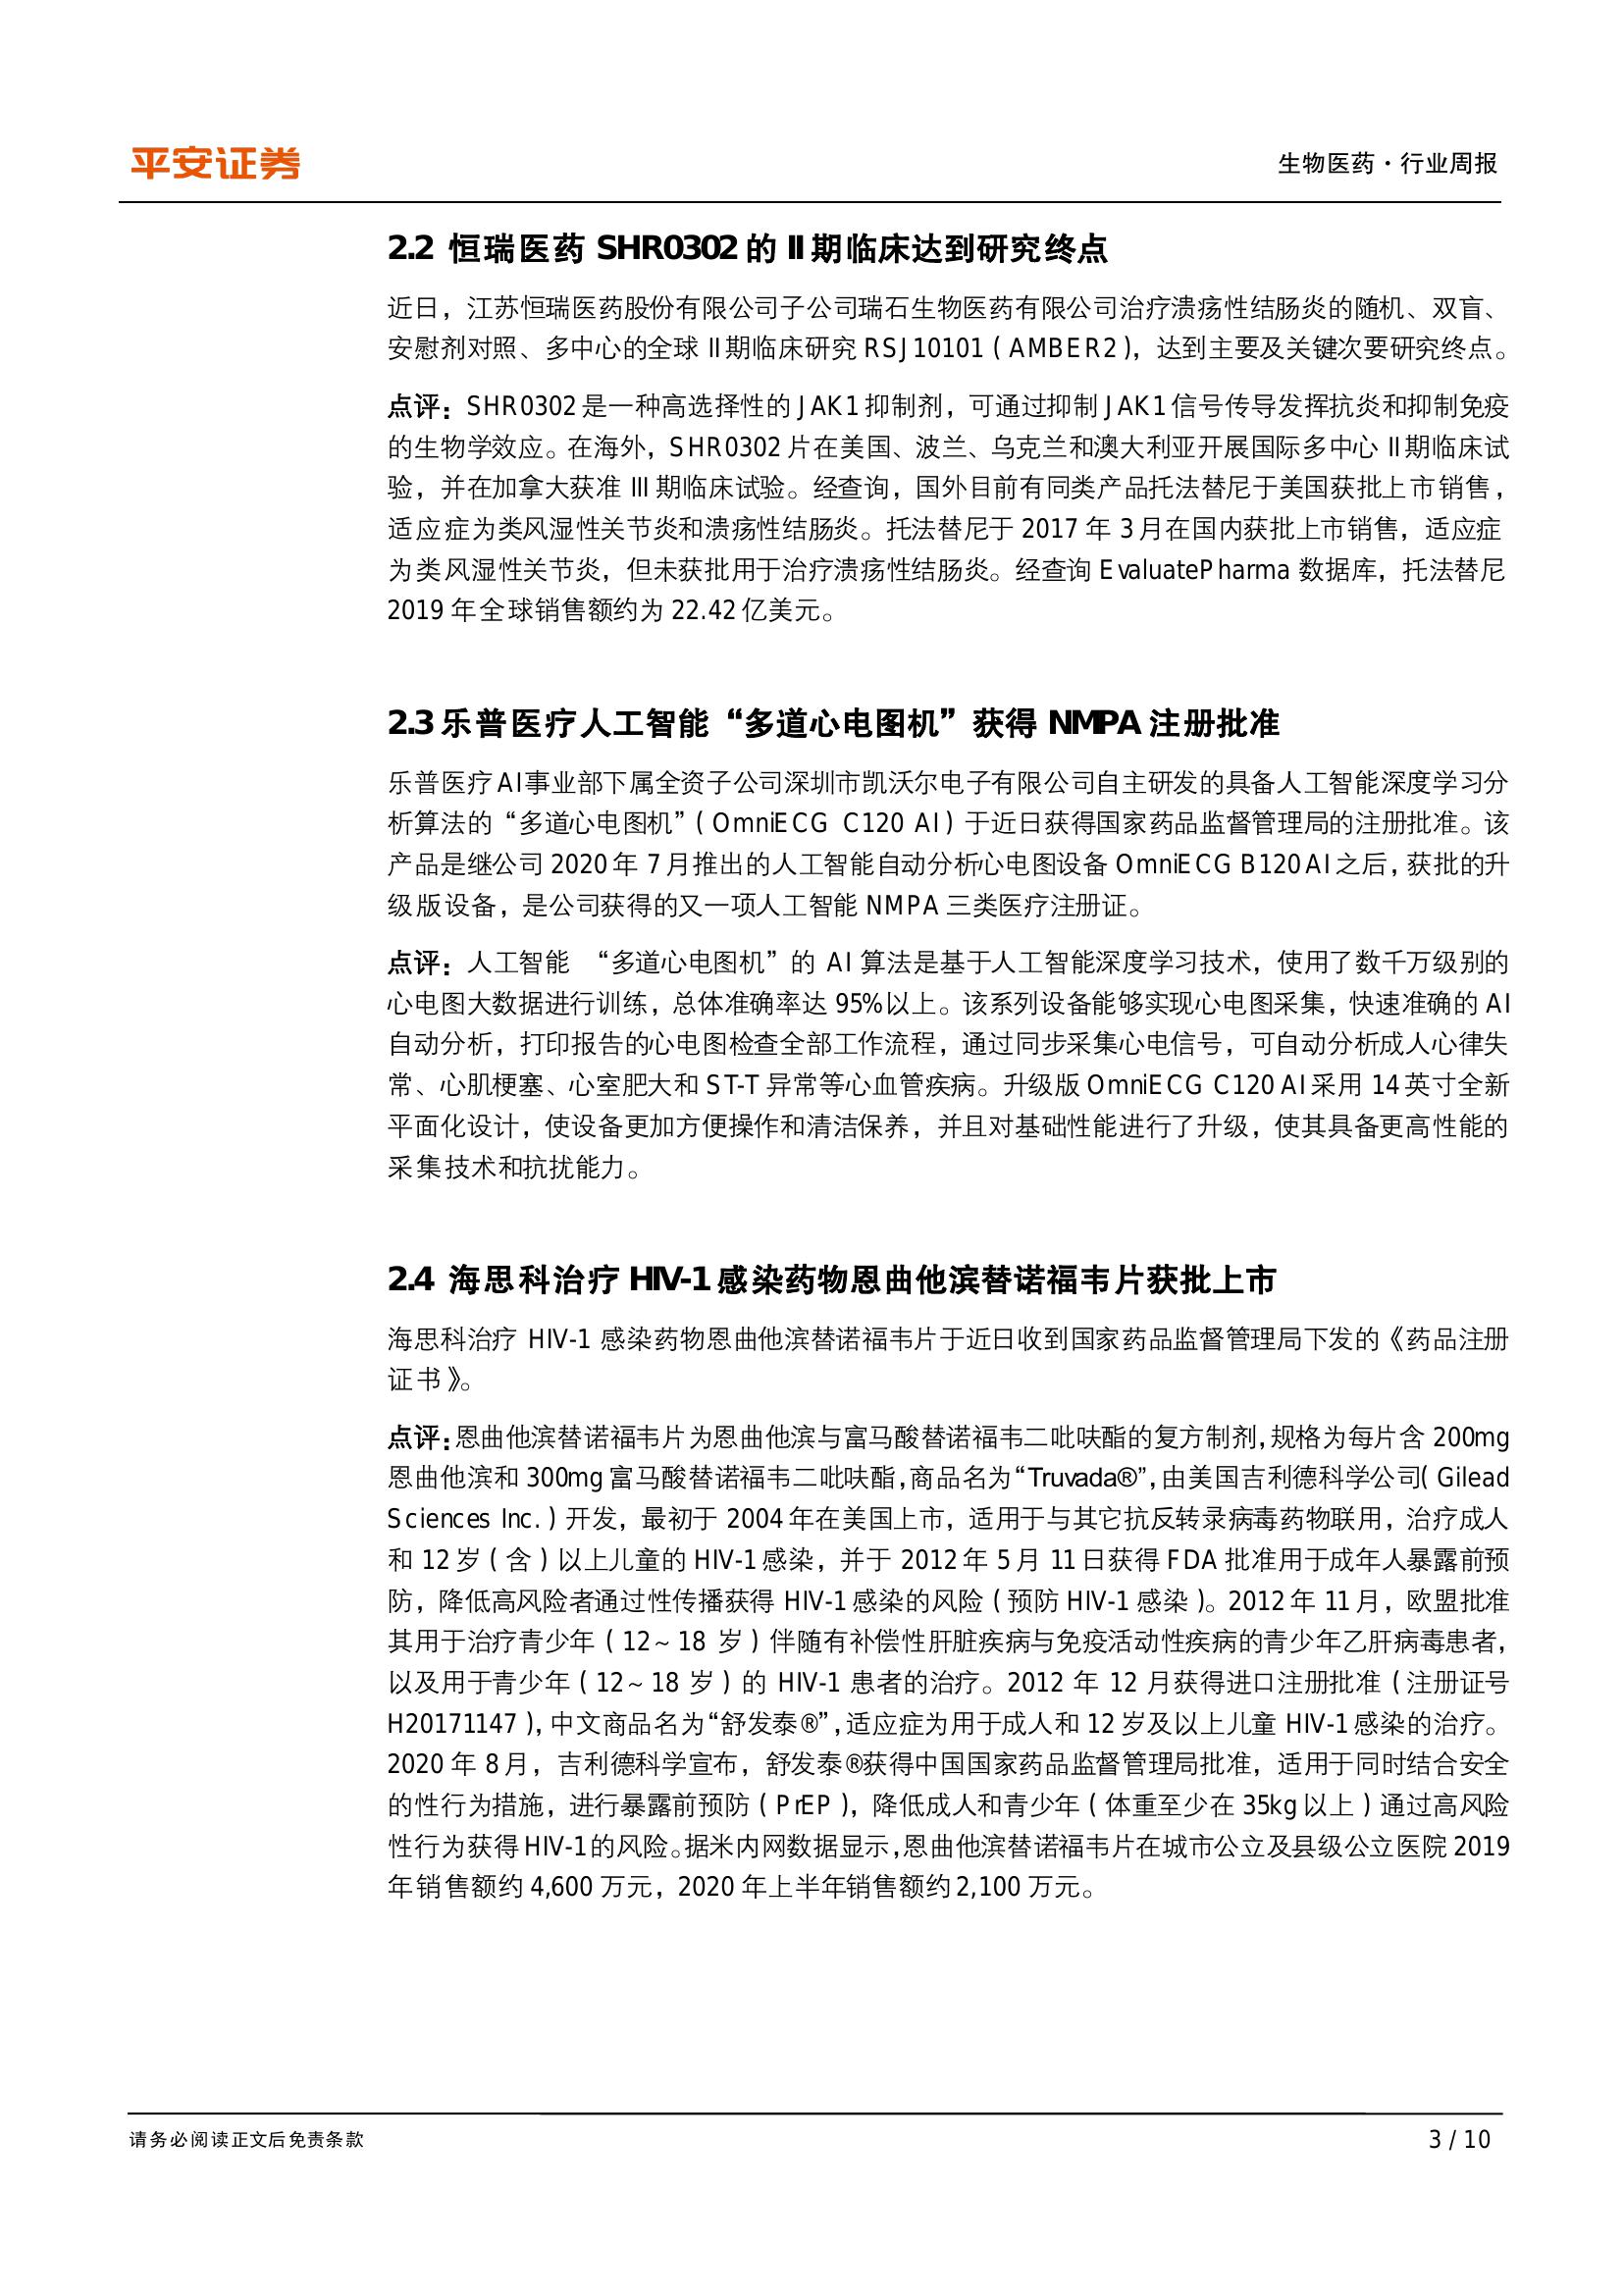 平安证券
生物医药·行业周报
2.2 恒瑞医药 SHR0302 的 II 期临床达到研究终点
近日，江苏恒瑞医药股份有限公司子公司瑞石生物医药有限公司治疗溃疡性结肠炎的随机、双盲、
安慰剂对照、多中心的全球 II 期临床研究 RSJ10101（AMBER2），达到主要及关键次要研究终点。
点评：SHR0302 是一种高选择性的 JAK1 抑制剂，可通过抑制 JAK1 信号传导发挥抗炎和抑制免疫
的生物学效应。在海外，SHR0302 片在美国、波兰、乌克兰和澳大利亚开展国际多中心 II 期临床试
验，并在加拿大获准 III 期临床试验。经查询，国外目前有同类产品托法替尼于美国获批上市销售，
适应症为类风湿性关节炎和溃疡性结肠炎。托法替尼于 2017 年 3 月在国内获批上市销售，适应症
为类风湿性关节炎，但未获批用于治疗溃疡性结肠炎。经查询 EvaluatePharma 数据库，托法替尼
2019 年全球销售额约为 22.42 亿美元。
2.3 乐普医疗人工智能“多道心电图机”获得 NMPA 注册批准
乐普医疗 AI 事业部下属全资子公司深圳市凯沃尔电子有限公司自主研发的具备人工智能深度学习分
析算法的“多道心电图机”（OmniECG C120 AI）于近日获得国家药品监督管理局的注册批准。该
产品是继公司 2020 年 7 月推出的人工智能自动分析心电图设备 OmniECG B120 AI 之后，获批的升
级版设备，是公司获得的又一项人工智能 NMPA 三类医疗注册证。
点评：人工智能 “多道心电图机”的 AI 算法是基于人工智能深度学习技术，使用了数千万级别的
心电图大数据进行训练，总体准确率达 95%以上。该系列设备能够实现心电图采集，快速准确的 AI
自动分析，打印报告的心电图检查全部工作流程，通过同步采集心电信号，可自动分析成人心律失
常、心肌梗塞、心室肥大和 ST-T 异常等心血管疾病。升级版 OmniECG C120 AI 采用 14 英寸全新
平面化设计，使设备更加方便操作和清洁保养，并且对基础性能进行了升级，使其具备更高性能的
采集技术和抗扰能力。
2.4 海思科治疗 HIV-1 感染药物恩曲他滨替诺福韦片获批上市
海思科治疗 HIV-1 感染药物恩曲他滨替诺福韦片于近日收到国家药品监督管理局下发的《药品注册
证书》。
点评：恩曲他滨替诺福韦片为恩曲他滨与富马酸替诺福韦二吡呋酯的复方制剂，规格为每片含 200mg
恩曲他滨和 300mg 富马酸替诺福韦二吡呋酯，商品名为“Truvada®”，由美国吉利德科学公司（Gilead
Sciences Inc.）开发，最初于 2004 年在美国上市，适用于与其它抗反转录病毒药物联用，治疗成人
和 12 岁（含）以上儿童的 HIV-1 感染，并于 2012 年 5 月 11 日获得 FDA 批准用于成年人暴露前预
防，降低高风险者通过性传播获得 HIV-1 感染的风险（预防 HIV-1 感染）。2012 年 11 月，欧盟批准
其用于治疗青少年（12～18 岁）伴随有补偿性肝脏疾病与免疫活动性疾病的青少年乙肝病毒患者，
以及用于青少年（12～18 岁）的 HIV-1 患者的治疗。2012 年 12 月获得进口注册批准（注册证号
H20171147），中文商品名为“舒发泰®”，适应症为用于成人和 12 岁及以上儿童 HIV-1 感染的治疗。
2020 年 8 月，吉利德科学宣布，舒发泰®获得中国国家药品监督管理局批准，适用于同时结合安全
的性行为措施，进行暴露前预防（PrEP），降低成人和青少年（体重至少在 35kg 以上）通过高风险
性行为获得 HIV-1 的风险。据米内网数据显示，恩曲他滨替诺福韦片在城市公立及县级公立医院 2019
年销售额约 4,600 万元，2020 年上半年销售额约 2,100 万元。
请务必阅读正文后免责条款
3 / 10